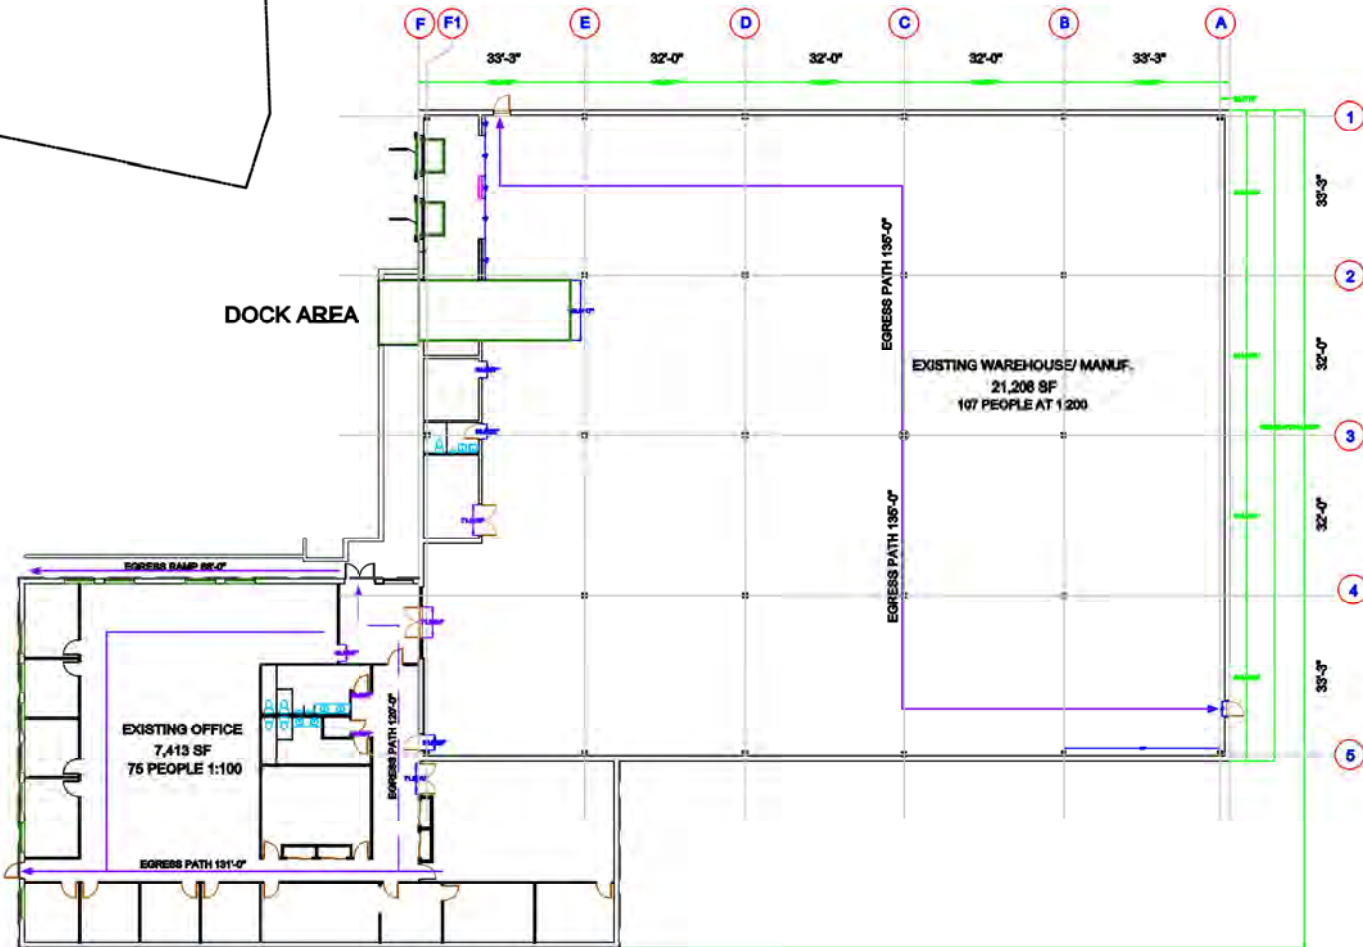 F F1 E D C B A
33'-3" 32'-0" 32'-0" 32'-0" 33'-3"
1
33'-3"
EGRESS PATH 135'-0"
2
DOCK AREA
32'-0"
EXISTING WAREHOUSE/ MANUF.
21,206 SF
107 PEOPLE AT 1:200
3
EGRESS PATH 135'-0"
32'-0"
EGRESS RAMP 68'-0"
4
33'-3"
EXISTING OFFICE
7,413 SF
75 PEOPLE 1:100
EGRESS PATH 120'-0"
5
EGRESS PATH 131'-0"